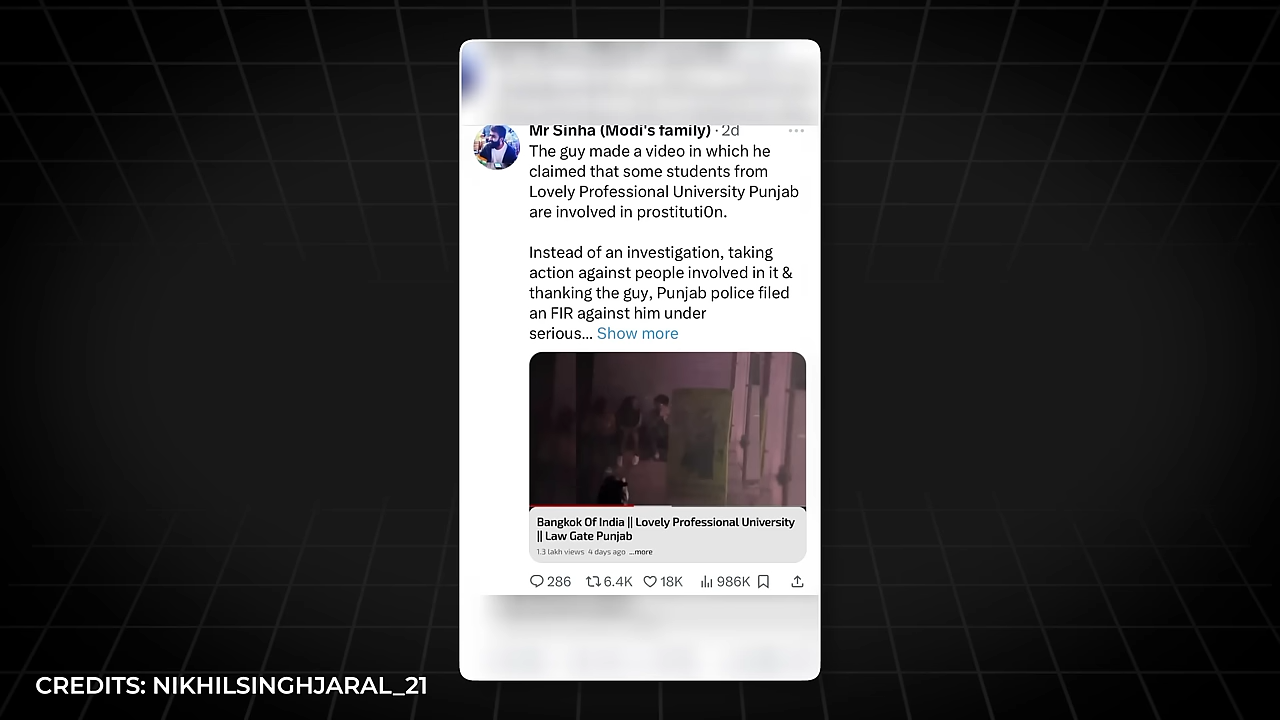 Mr Sinha (Modi's family) · 2d
The guy made a video in which he
claimed that some students from
Lovely Professional University Punjab
are involved in prostituti0n.
Instead of an investigation, taking
action against people involved in it &
thanking the guy, Punjab police filed
an FIR against him under
serious... Show more
Bangkok Of India || Lovely Professional University
|| Law Gate Punjab
1.3 lakh views 4 days ago ...more
286 6.4K 18K 986K
CREDITS: NIKHILSINGHJARAL_21